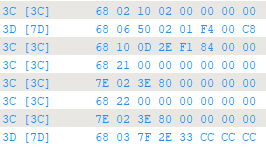 3C [3C] 68 02 10 02 00 00 00 00
3D [7D] 68 06 50 02 01 F4 00 C8
3C [3C] 68 10 0D 2E F1 84 00 00
3C [3C] 68 21 00 00 00 00 00 00
3C [3C] 7E 02 3E 80 00 00 00 00
3C [3C] 68 22 00 00 00 00 00 00
3C [3C] 7E 02 3E 80 00 00 00 00
3D [7D] 68 03 7F 2E 33 CC CC CC